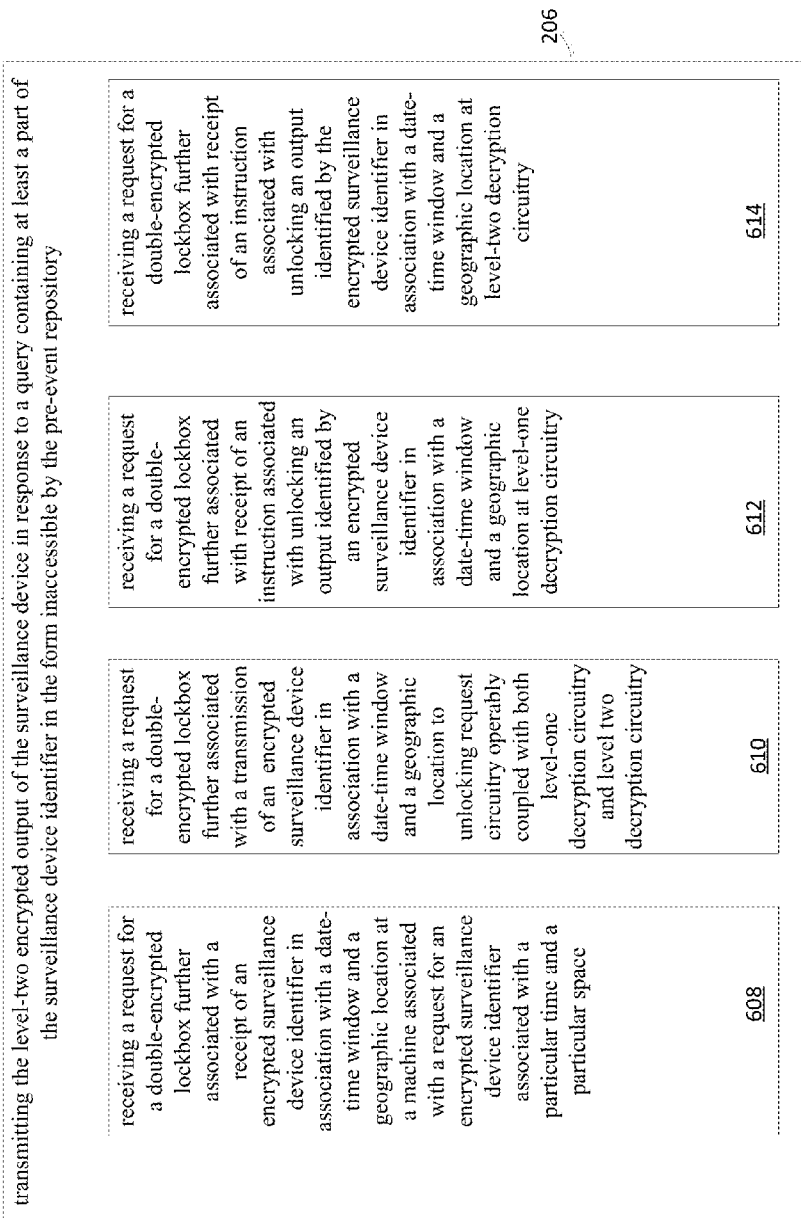 transmitting the level-two encrypted output of the surveillance device in response to a query containing at least a part of
the surveillance device identifier in the form inaccessible by the pre-event repository
206
receiving a request for
a double-encrypted
lockbox further
associated with a
receipt of an
encrypted surveillance
device identifier in
association with a date-
time window and a
geographic location at
a machine associated
with a request for an
encrypted surveillance
device identifier
associated with a
particular time and a
particular space
608
receiving a request
for a double-
encrypted lockbox
further associated
with a transmission
of an encrypted
surveillance device
identifier in
association with a
date-time window
and a geographic
location to
unlocking request
circuitry operably
coupled with both
level-one
decryption circuitry
and level two
decryption circuitry
610
receiving a request
for a double-
encrypted lockbox
further associated
with receipt of an
instruction associated
with unlocking an
output identified by
an encrypted
surveillance device
identifier in
association with a
date-time window
and a geographic
location at level-one
decryption circuitry
612
receiving a request for a
double-encrypted
lockbox further
associated with receipt
of an instruction
associated with
unlocking an output
identified by the
encrypted surveillance
device identifier in
association with a date-
time window and a
geographic location at
level-two decryption
circuitry
614